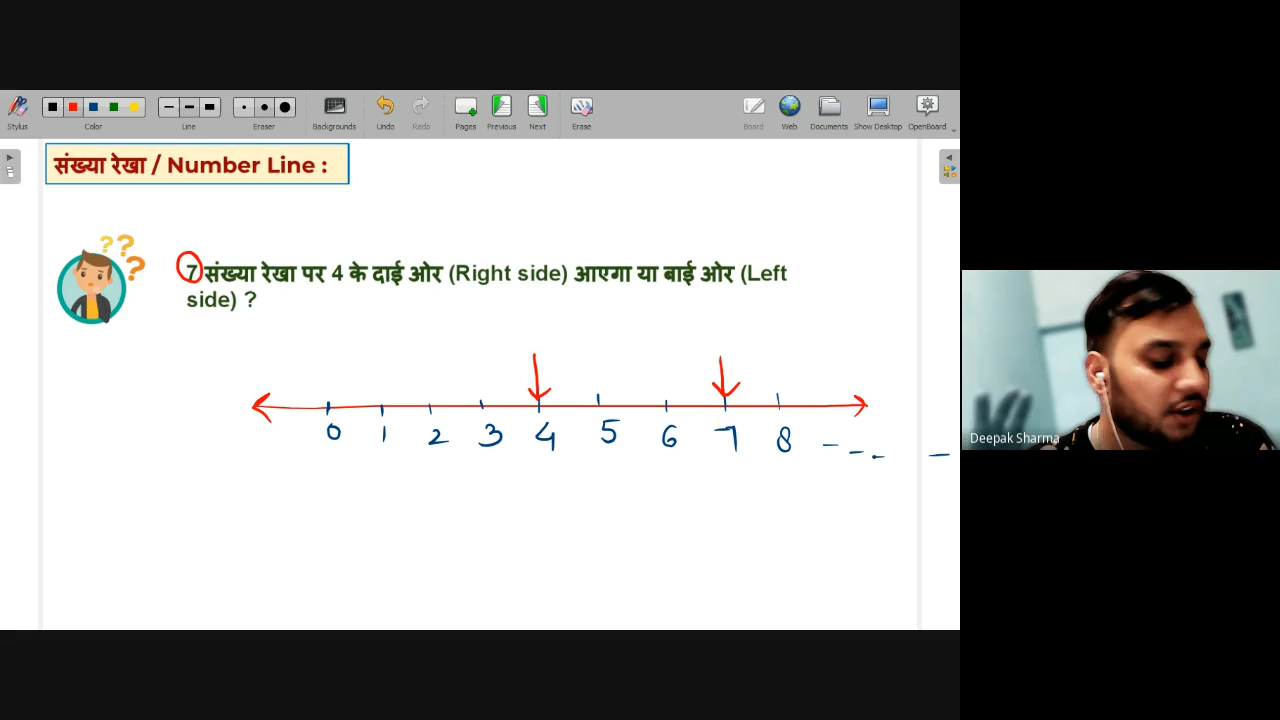 Stylus
Color
Line
Eraser
Backgrounds
Undo
Redo
Pages
Previous
Next
Erase
Board
Web
Documents
Show Desktop
OpenBoard
संख्या रेखा / Number Line :
? ? ?
7 संख्या रेखा पर 4 के दाई ओर (Right side) आएगा या बाई ओर (Left
side) ?
0 1 2 3 4 5 6 7 8 - - . -
Deepak Sharma